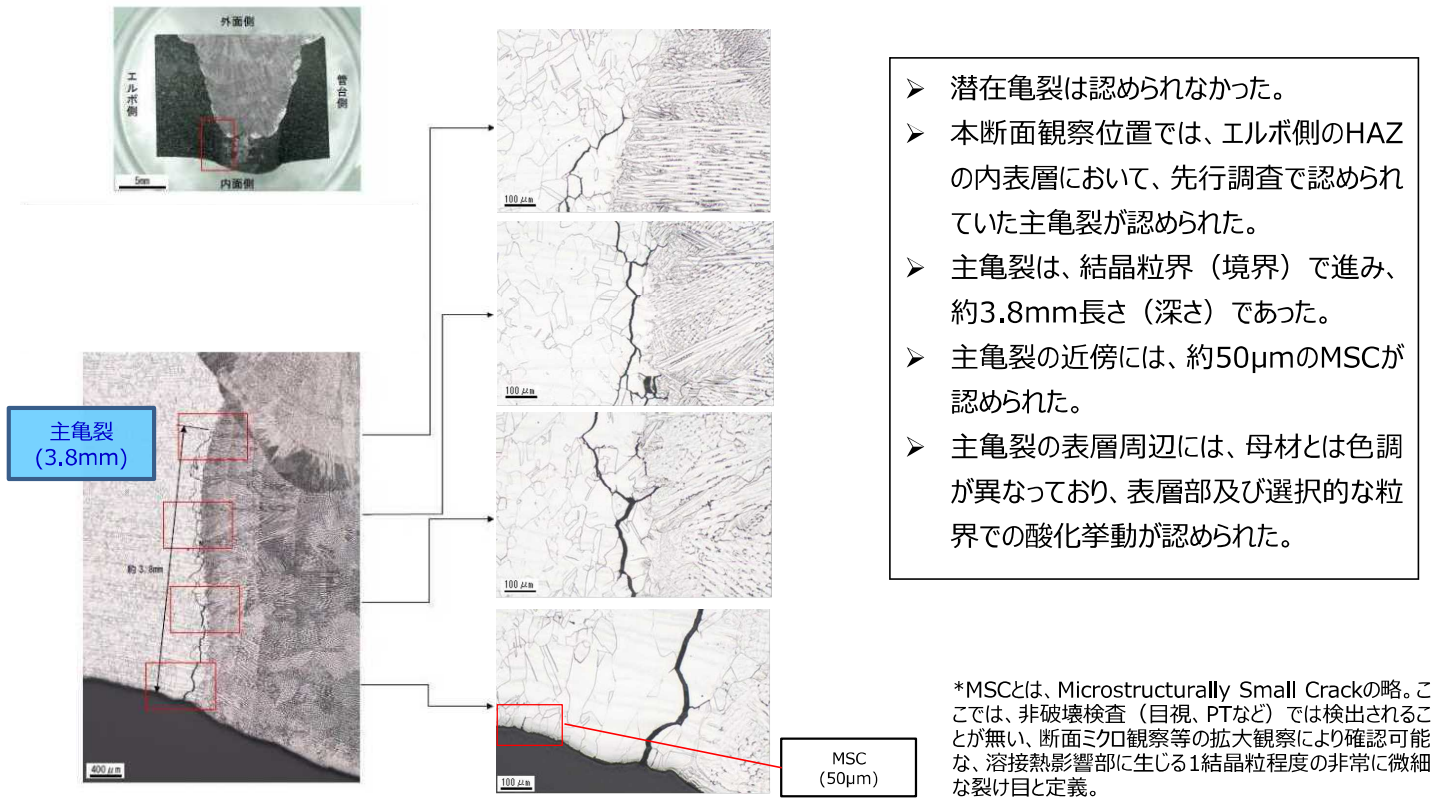 外面側
エルボ側
管台側
内面側
5mm
主亀裂
(3.8mm)
約3.8mm
400μm
100μm
100μm
100μm
100μm
MSC
(50μm)
➢ 潜在亀裂は認められなかった。
➢ 本断面観察位置では、エルボ側のHAZ
の内表層において、先行調査で認められ
ていた主亀裂が認められた。
➢ 主亀裂は、結晶粒界（境界）で進み、
約3.8mm長さ（深さ）であった。
➢ 主亀裂の近傍には、約50μmのMSCが
認められた。
➢ 主亀裂の表層周辺には、母材とは色調
が異なっており、表層部及び選択的な粒
界での酸化挙動が認められた。
*MSCとは、Microstructurally Small Crackの略。こ
こでは、非破壊検査（目視、PTなど）では検出されるこ
とが無い、断面ミクロ観察等の拡大観察により確認可能
な、溶接熱影響部に生じる1結晶粒程度の非常に微細
な裂け目と定義。